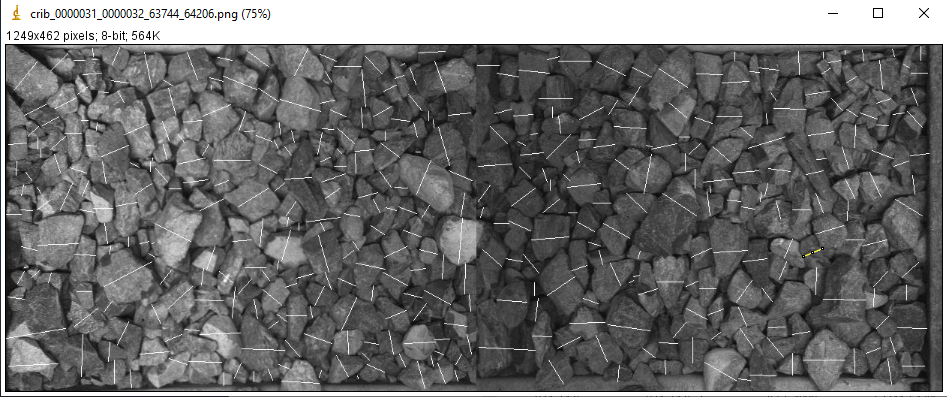 crib_0000031_0000032_63744_64206.png (75%)
1249x462 pixels; 8-bit; 564K